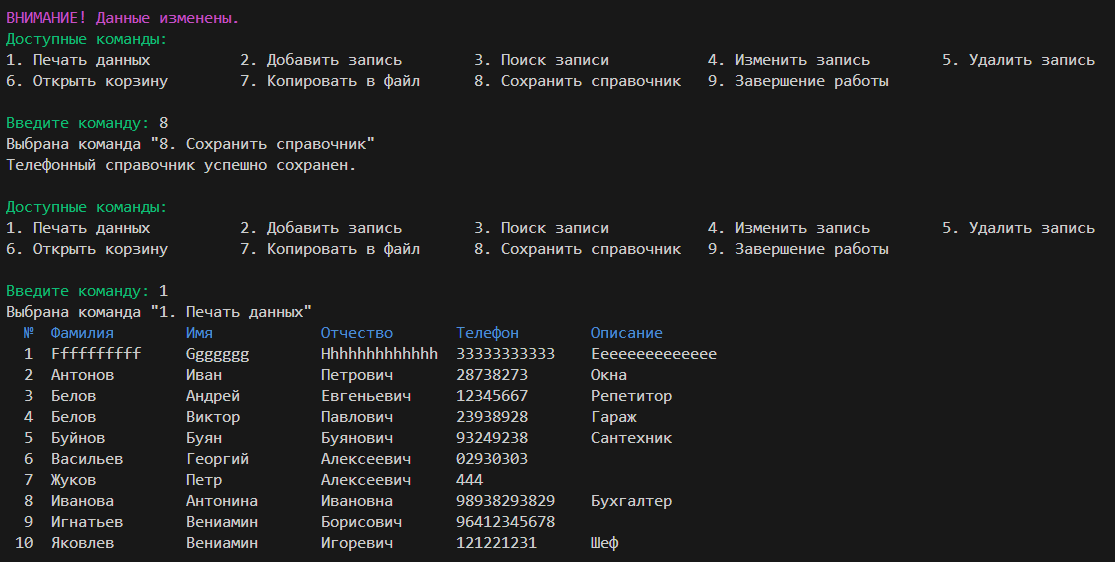 ВНИМАНИЕ! Данные изменены.
Доступные команды:
1. Печать данных 2. Добавить запись 3. Поиск записи 4. Изменить запись 5. Удалить запись
6. Открыть корзину 7. Копировать в файл 8. Сохранить справочник 9. Завершение работы
Введите команду: 8
Выбрана команда "8. Сохранить справочник"
Телефонный справочник успешно сохранен.
Доступные команды:
1. Печать данных 2. Добавить запись 3. Поиск записи 4. Изменить запись 5. Удалить запись
6. Открыть корзину 7. Копировать в файл 8. Сохранить справочник 9. Завершение работы
Введите команду: 1
Выбрана команда "1. Печать данных"
№ Фамилия Имя Отчество Телефон Описание
1 Ffffffffff Ggggggg Hhhhhhhhhhhhh 33333333333 Eeeeeeeeeeeeee
2 Антонов Иван Петрович 28738273 Окна
3 Белов Андрей Евгеньевич 12345667 Репетитор
4 Белов Виктор Павлович 23938928 Гараж
5 Буйнов Буян Буянович 93249238 Сантехник
6 Васильев Георгий Алексеевич 02930303
7 Жуков Петр Алексеевич 444
8 Иванова Антонина Ивановна 98938293829 Бухгалтер
9 Игнатьев Вениамин Борисович 96412345678
10 Яковлев Вениамин Игоревич 121221231 Шеф